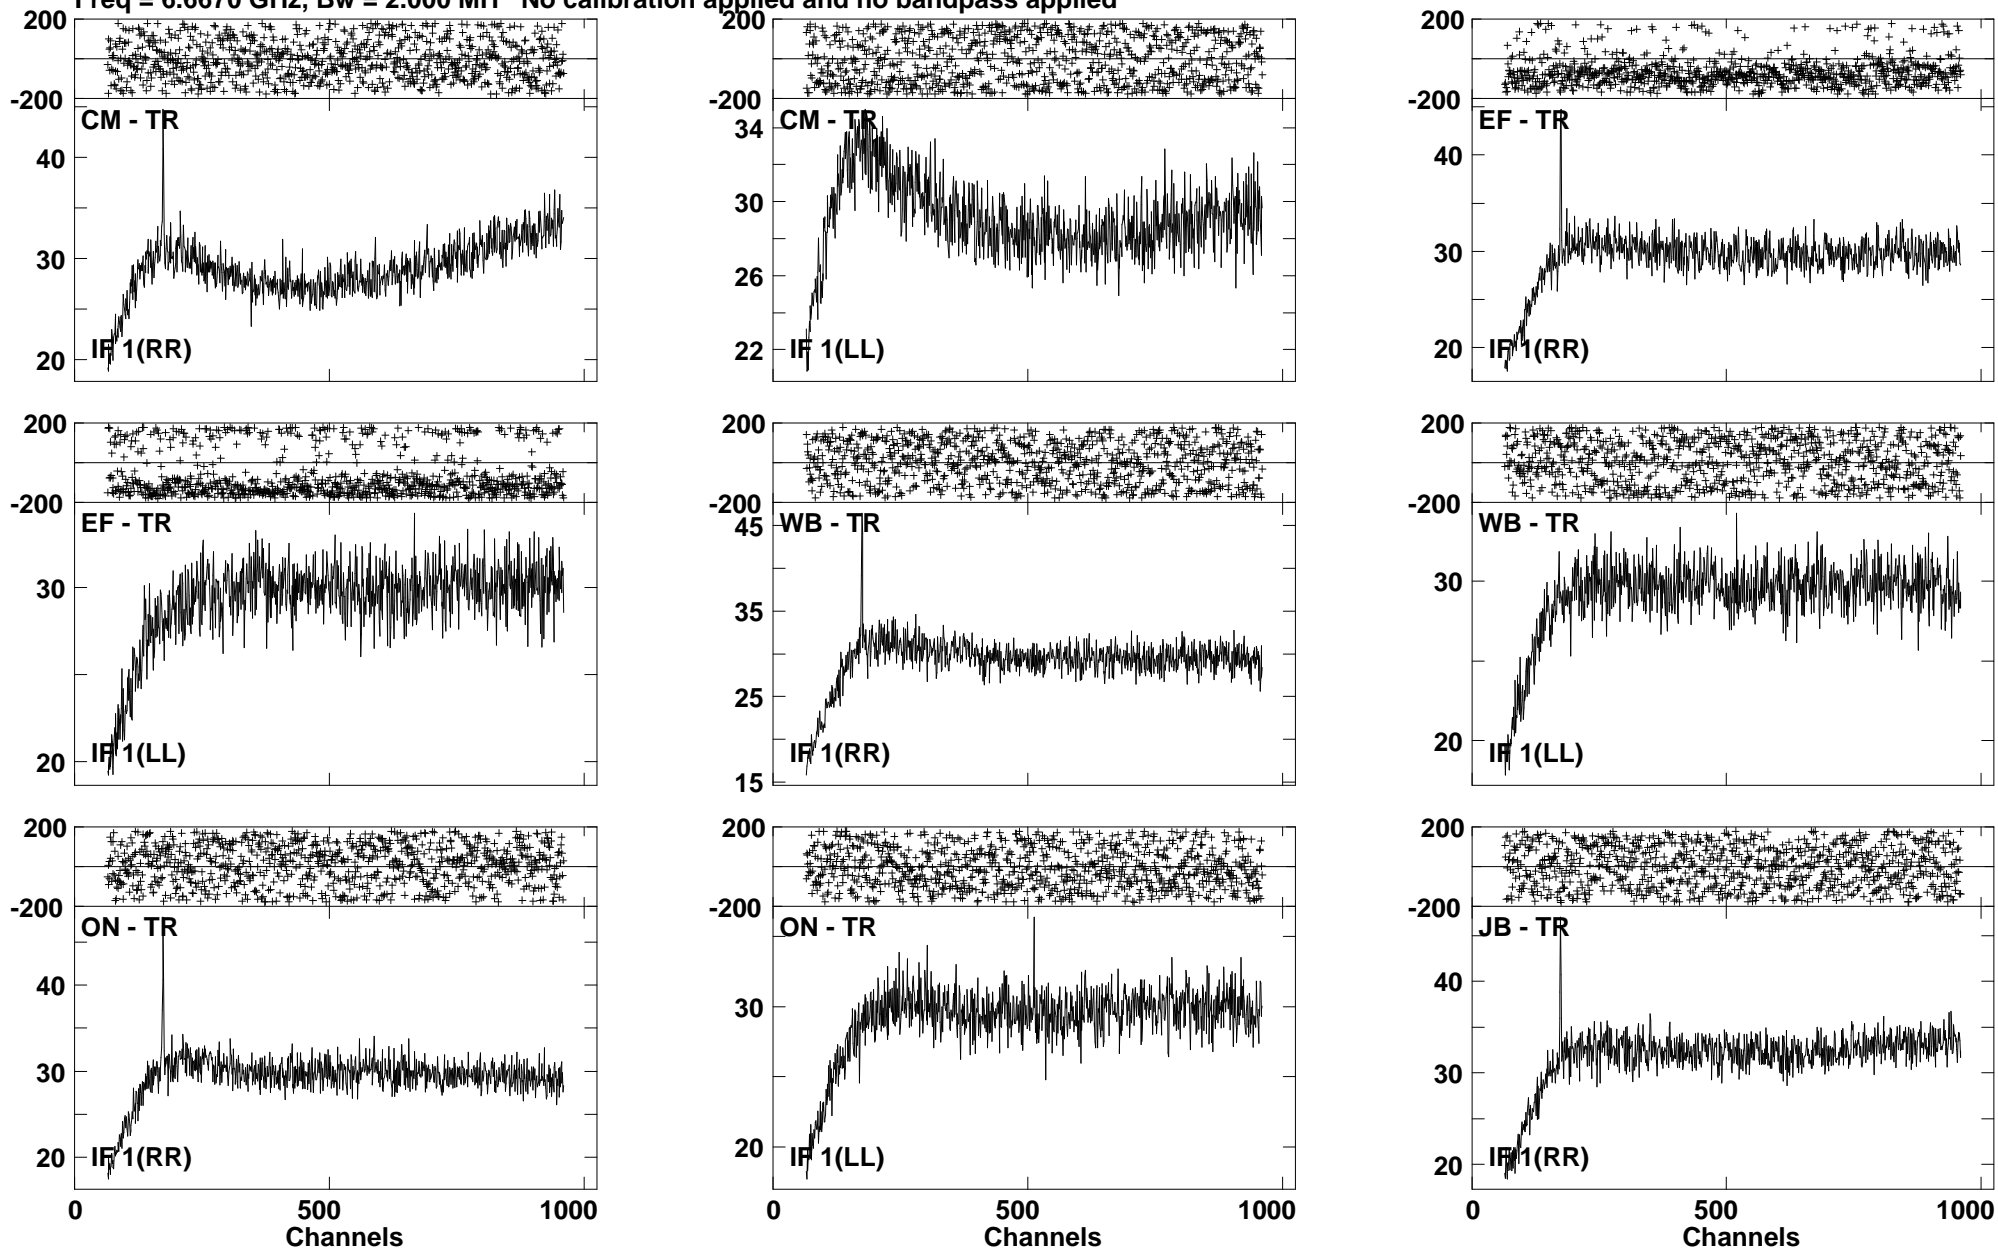 Freq = 6.6670 GHz, Bw = 2.000 MH No calibration applied and no bandpass applied
200
-200
CM - TR
40
30
20
IF 1(RR)
200
-200
CM - TR
34
30
26
22
IF 1(LL)
200
-200
EF - TR
40
30
20
IF 1(RR)
200
-200
EF - TR
30
20
IF 1(LL)
200
-200
WB - TR
45
35
25
15
IF 1(RR)
200
-200
WB - TR
30
20
IF 1(LL)
200
-200
ON - TR
40
30
20
IF 1(RR)
0 500 1000
Channels
200
-200
ON - TR
30
20
IF 1(LL)
0 500 1000
Channels
200
-200
JB - TR
40
30
20
IF 1(RR)
0 500 1000
Channels